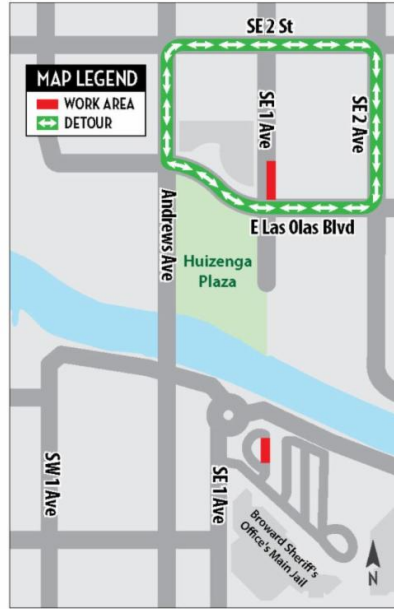 SE 2 St
MAP LEGEND
WORK AREA
DETOUR
SE 1 Ave
SE 2 Ave
Andrews Ave
E Las Olas Blvd
Huizenga
Plaza
SW 1 Ave
SE 1 Ave
Broward Sheriff's
Office's Main Jail
N